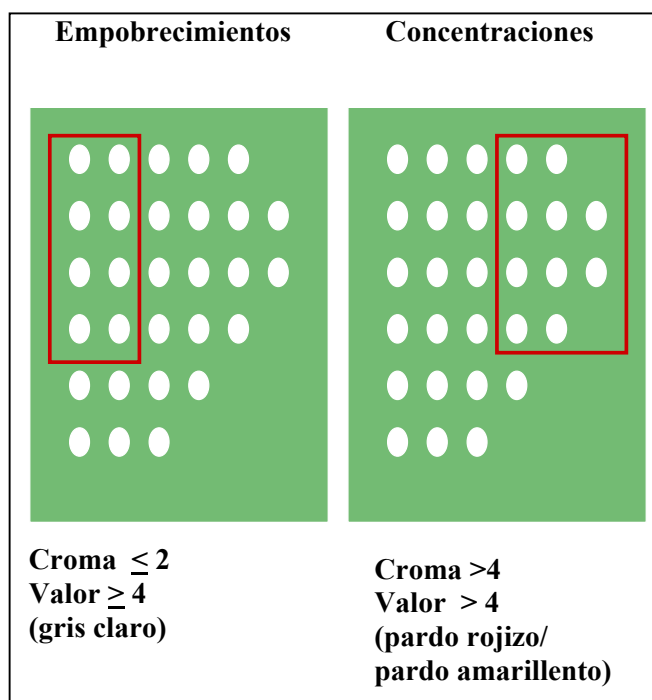 Empobrecimientos
Concentraciones
Croma ≤ 2
Valor ≥ 4
(gris claro)
Croma >4
Valor > 4
(pardo rojizo/
pardo amarillento)